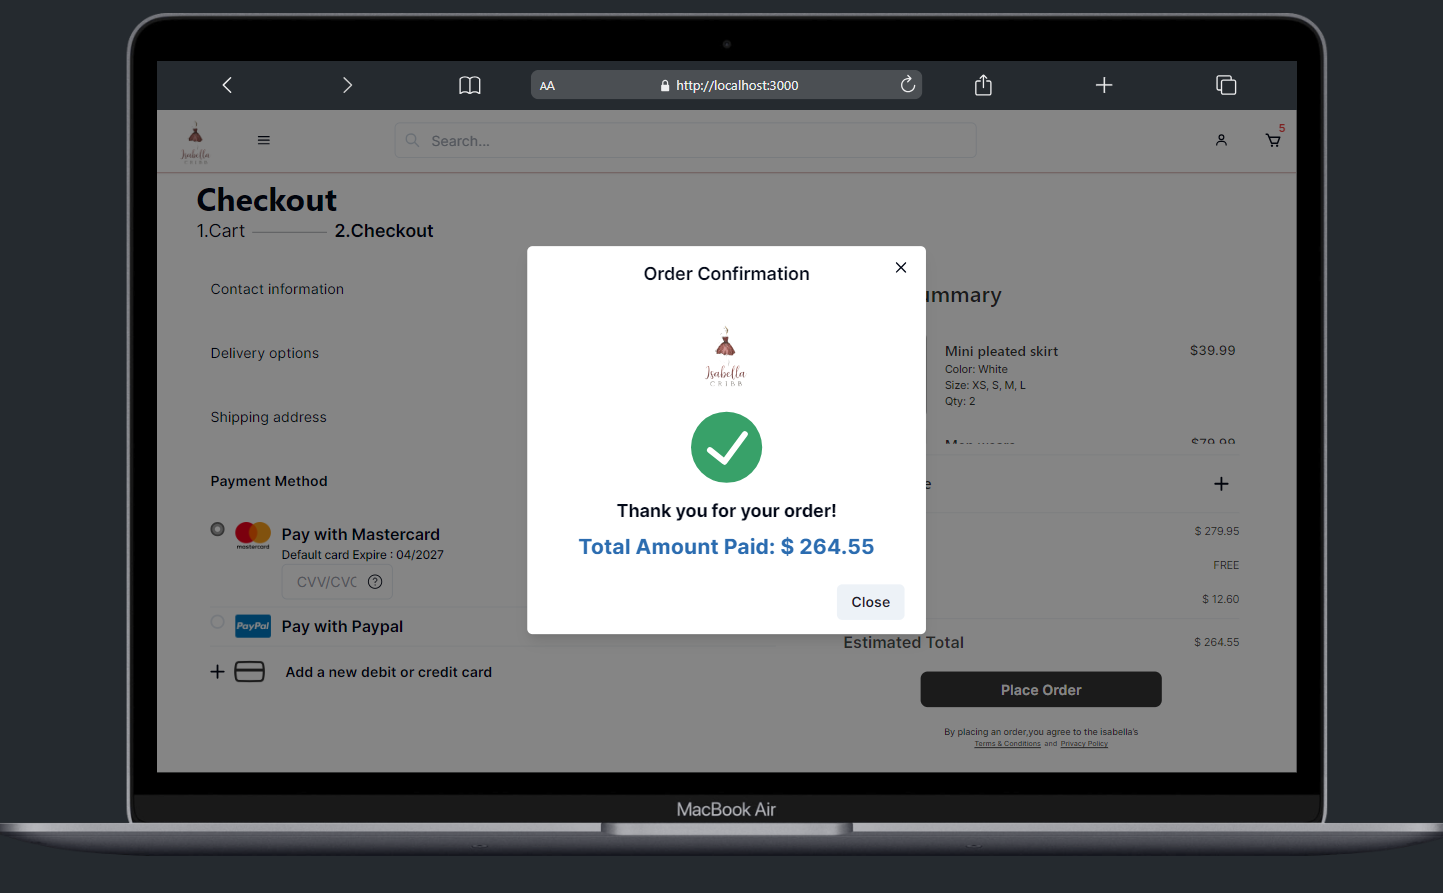 AA
http://localhost:3000
Isabella
CRIBB
Search...
5
Checkout
1.Cart
2.Checkout
Contact information
Delivery options
Shipping address
Payment Method
mastercard
Pay with Mastercard
Default card Expire : 04/2027
CVV/CVC
PayPal
Pay with Paypal
Add a new debit or credit card
Order Confirmation
Isabella
CRIBB
Thank you for your order!
Total Amount Paid: $ 264.55
Close
ummary
Mini pleated skirt
$39.99
Color: White
Size: XS, S, M, L
Qty: 2
$79.99
e
$ 279.95
FREE
$ 12.60
Estimated Total
$ 264.55
Place Order
By placing an order,you agree to the isabella's
Terms & Conditions and Privacy Policy
MacBook Air